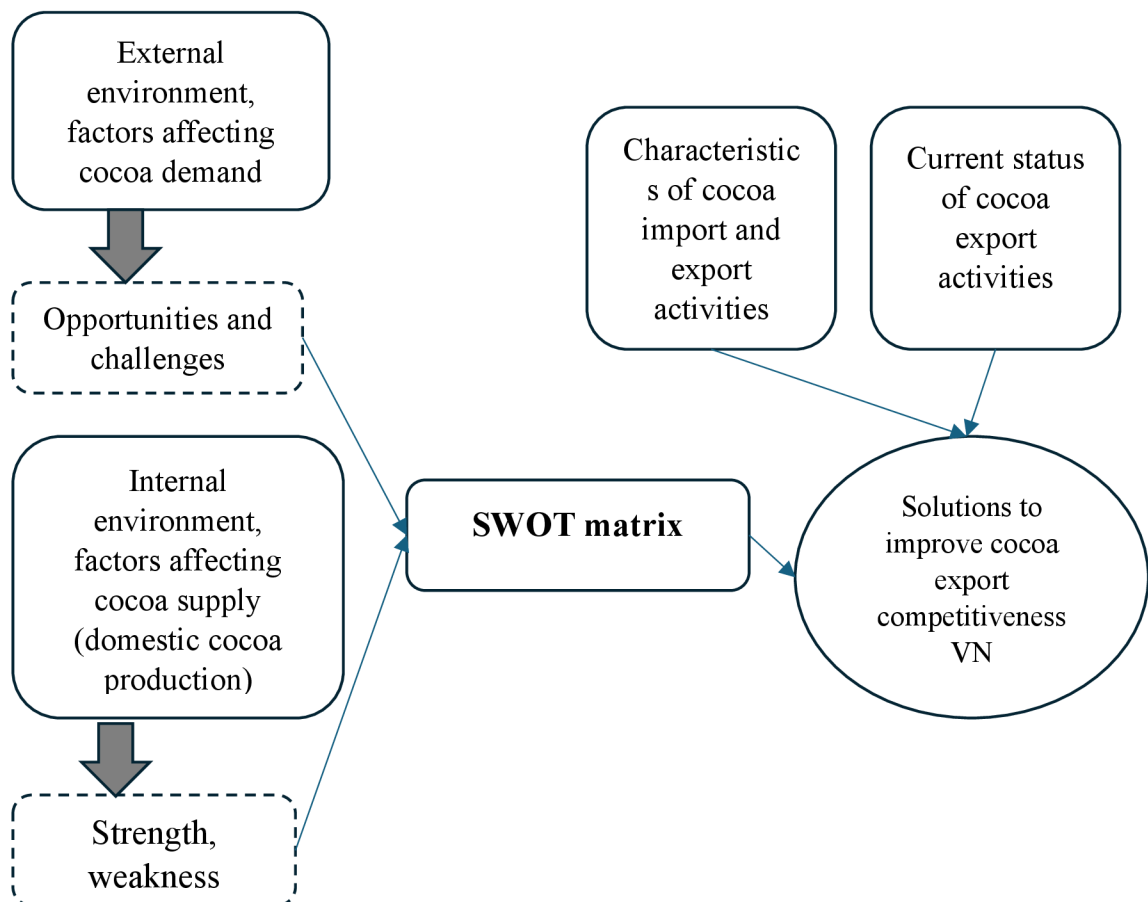 External
environment,
factors affecting
cocoa demand
Opportunities and
challenges
Internal
environment,
factors affecting
cocoa supply
(domestic cocoa
production)
Strength,
weakness
SWOT matrix
Characteristic
s of cocoa
import and
export
activities
Current status
of cocoa
export
activities
Solutions to
improve cocoa
export
competitiveness
VN